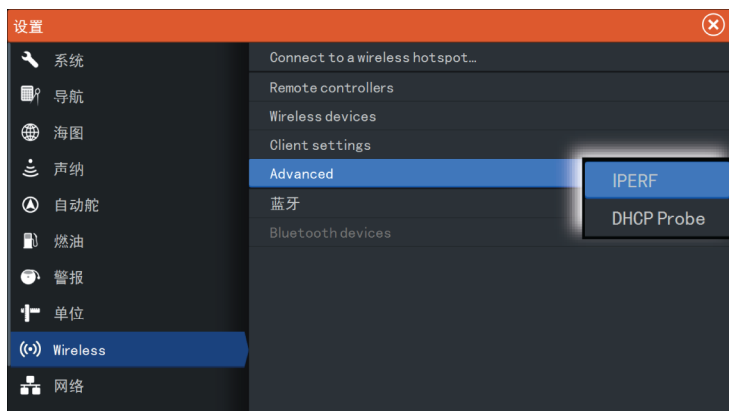 设置
系统
导航
海图
声纳
自动舵
燃油
警报
单位
Wireless
网络
Connect to a wireless hotspot...
Remote controllers
Wireless devices
Client settings
Advanced
蓝牙
Bluetooth devices
IPERF
DHCP Probe